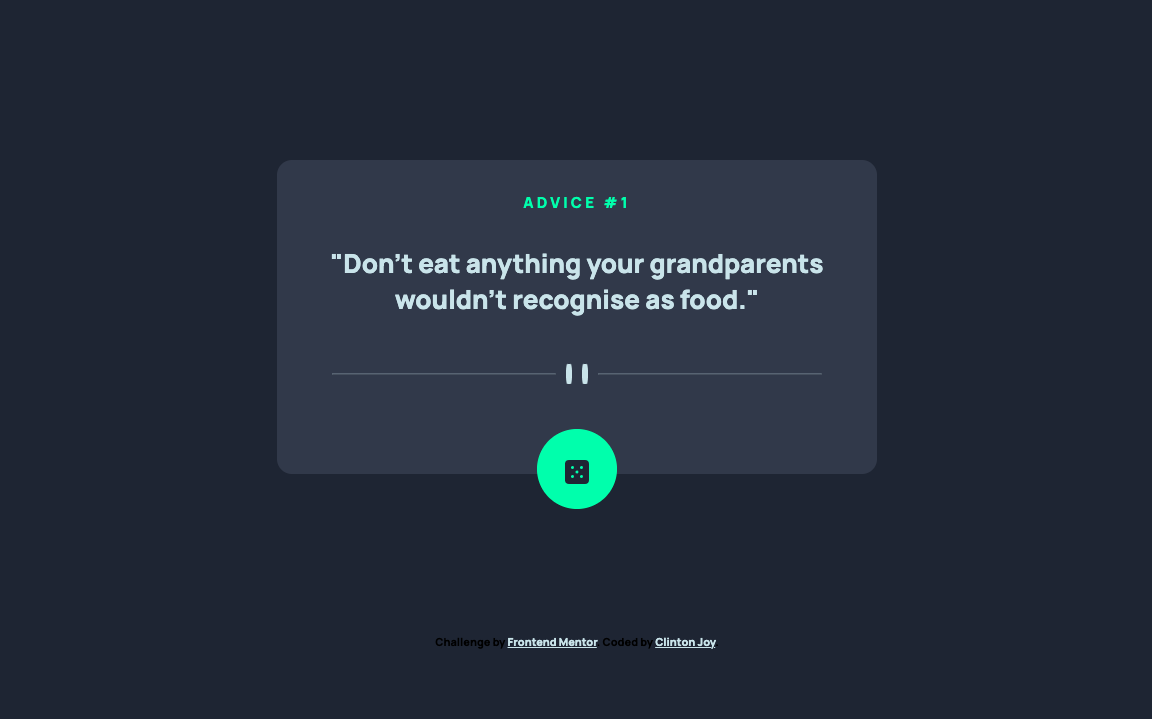 ADVICE #1
"Don’t eat anything your grandparents
wouldn’t recognise as food."
Challenge by Frontend Mentor Coded by Clinton Joy